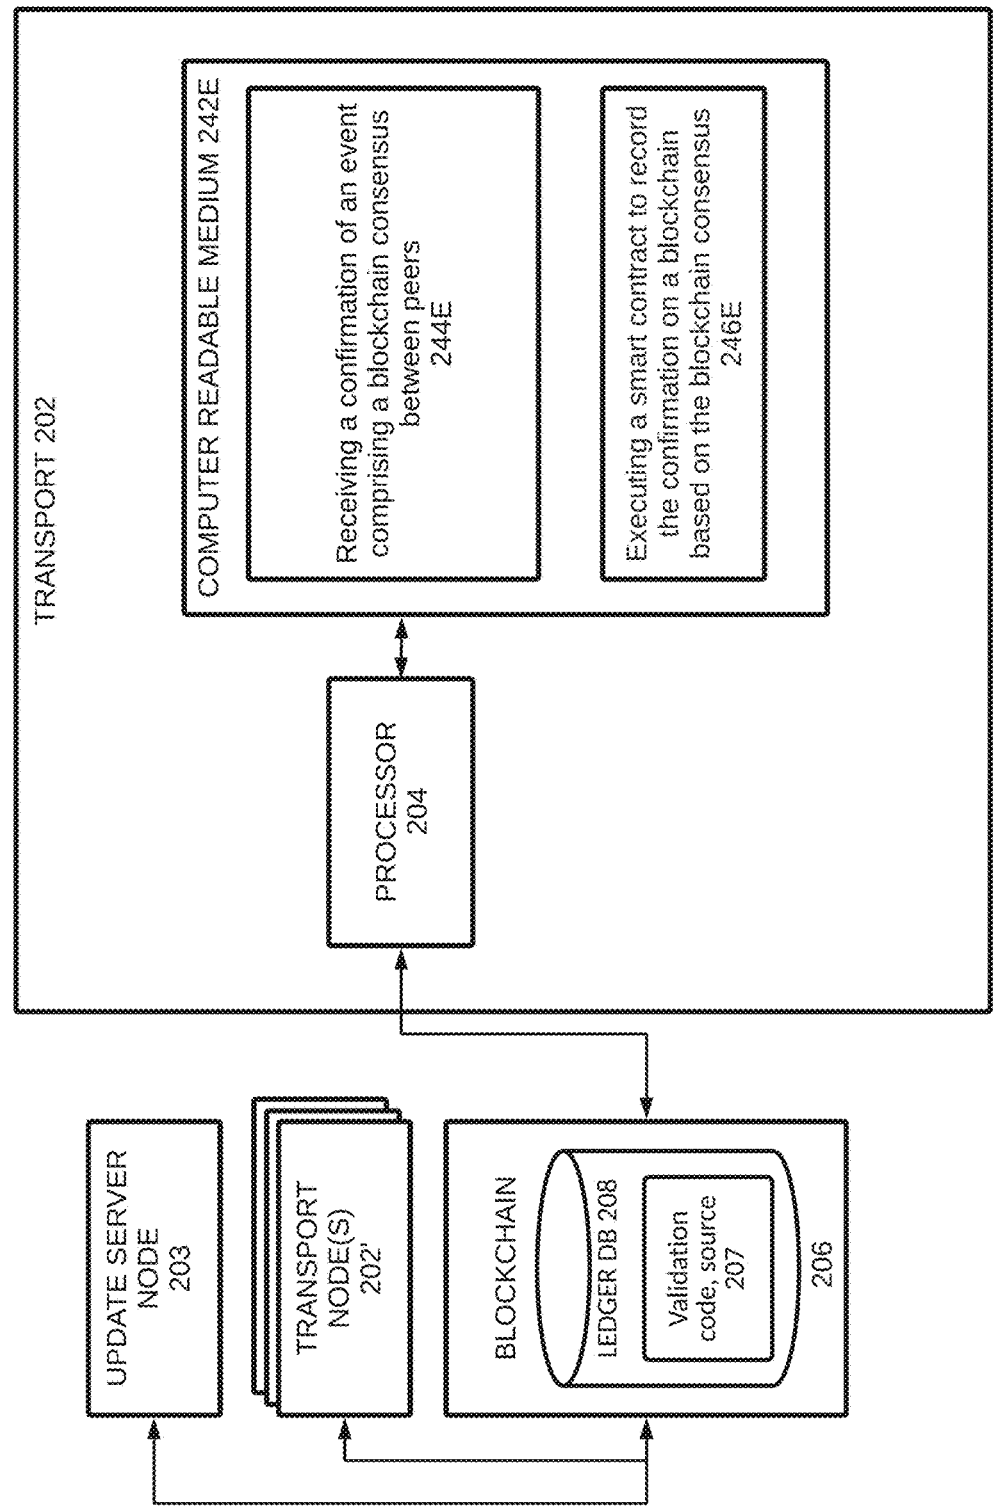 TRANSPORT 202
UPDATE SERVER
NODE
203
TRANSPORT
NODE(S)
202'
BLOCKCHAIN
LEDGER DB 208
Validation
code, source
207
206
PROCESSOR
204
COMPUTER READABLE MEDIUM 242E
Receiving a confirmation of an event
comprising a blockchain consensus
between peers
244E
Executing a smart contract to record
the confirmation on a blockchain
based on the blockchain consensus
246E